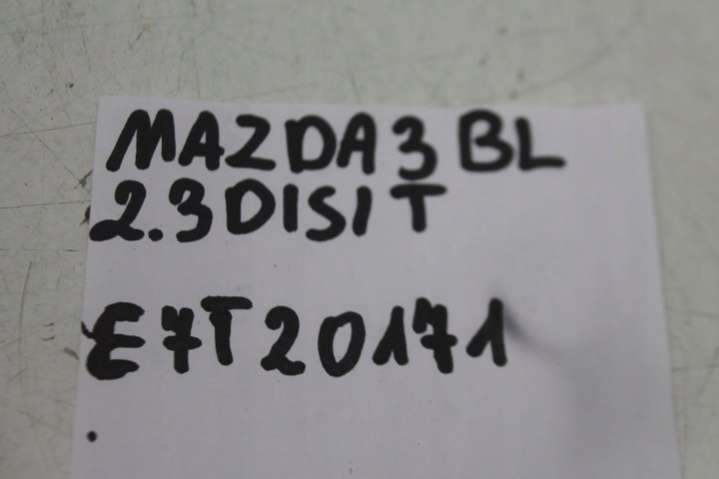 MAZDA 3 BL
2.3 DISI T
E7T20171